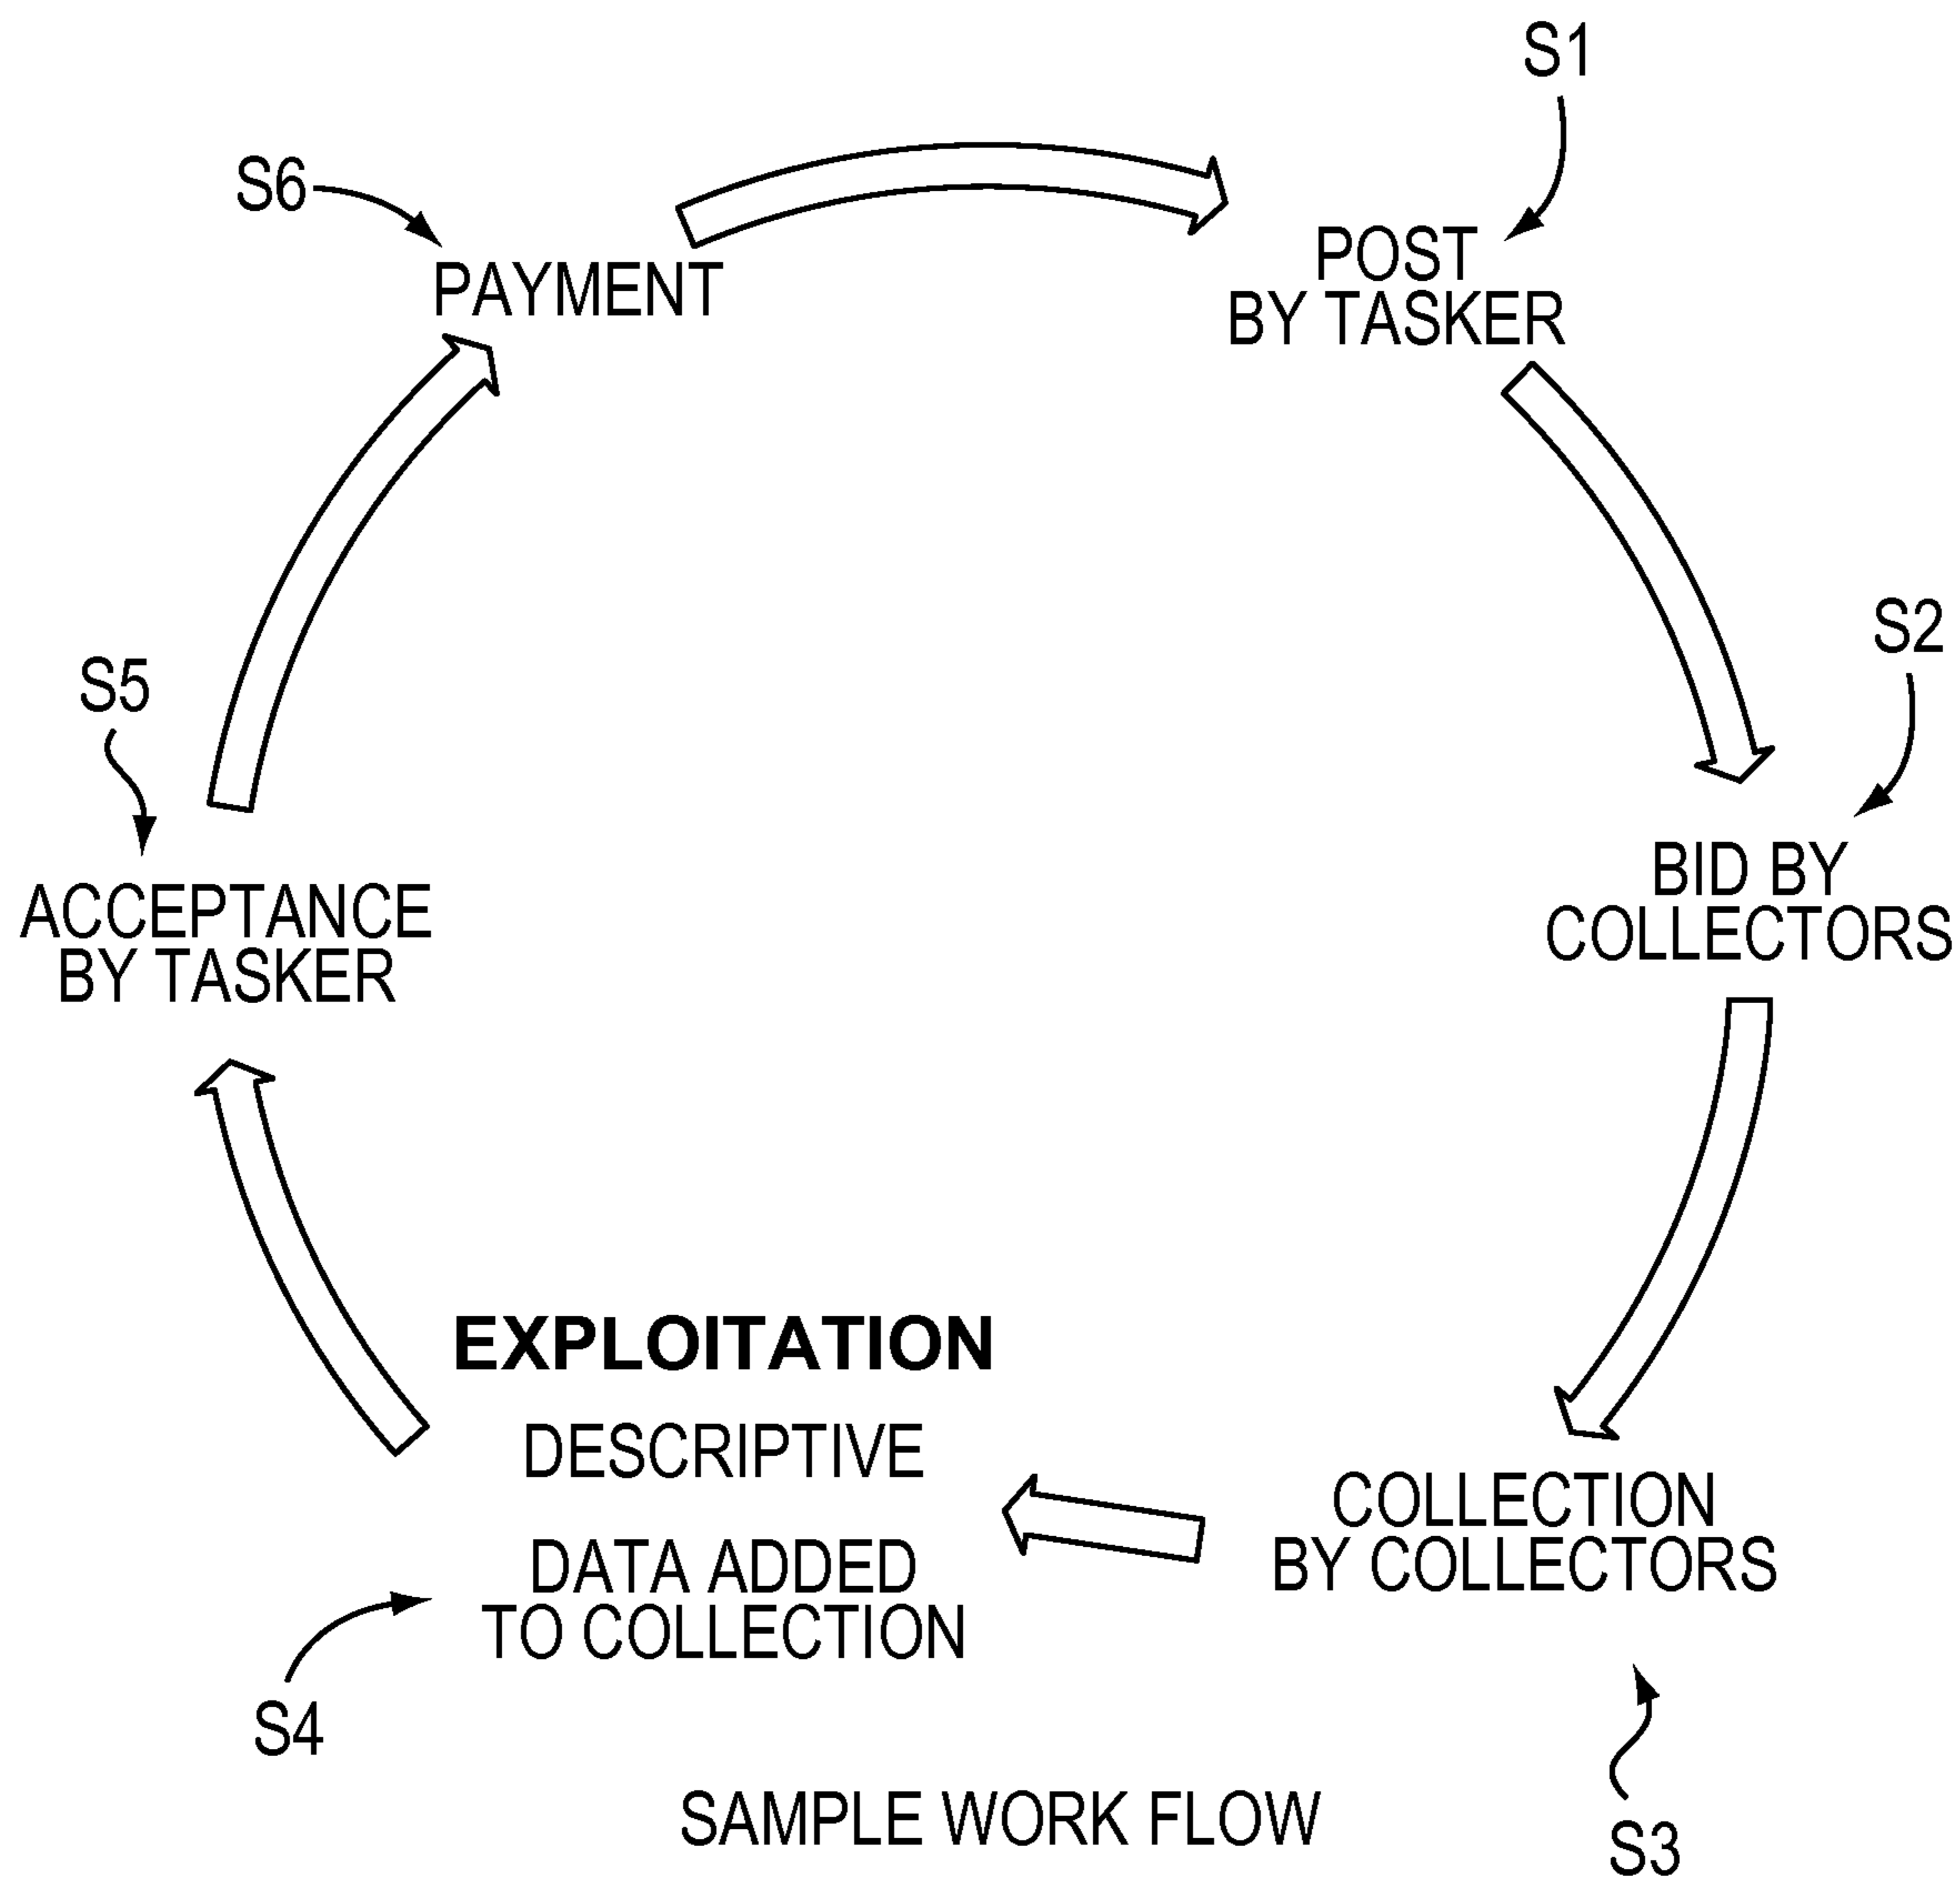 S1
POST
BY TASKER
S2
BID BY
COLLECTORS
COLLECTION
BY COLLECTORS
S3
EXPLOITATION
DESCRIPTIVE
DATA ADDED
TO COLLECTION
S4
S5
ACCEPTANCE
BY TASKER
S6
PAYMENT
SAMPLE WORK FLOW